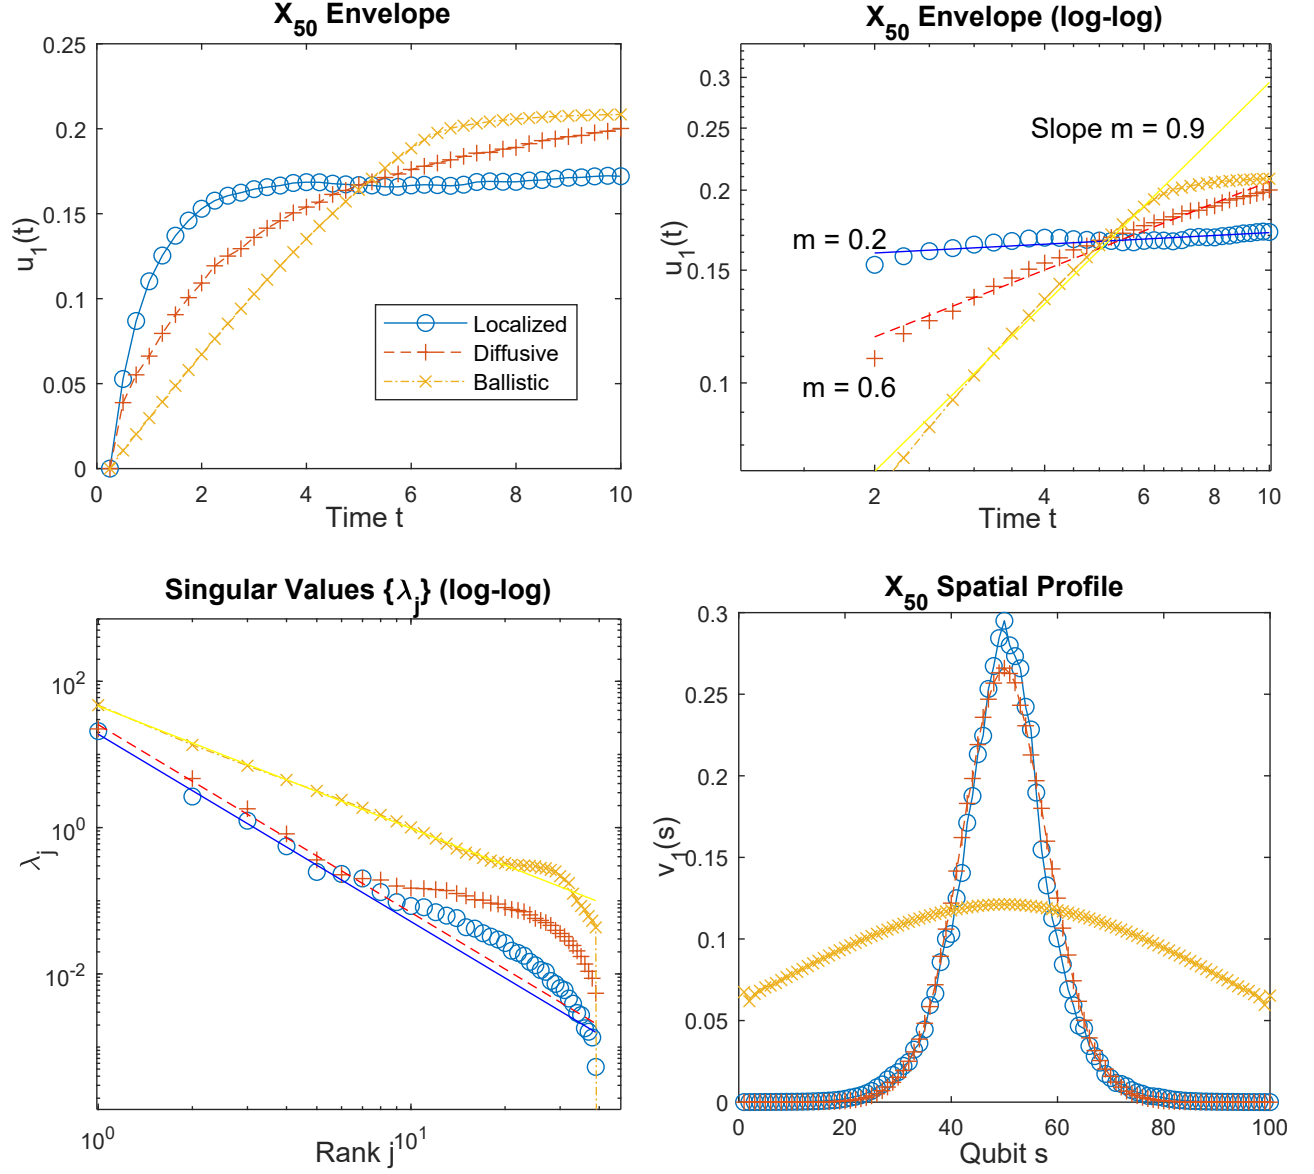 X50 Envelope
0.25
0.2
0.15
0.1
0.05
0
0 2 4 6 8 10
u1(t)
Time t
Localized
Diffusive
Ballistic
X50 Envelope (log-log)
0.3
0.25
0.2
0.15
0.1
2 4 6 8 10
u1(t)
Time t
Slope m = 0.9
m = 0.2
m = 0.6
Singular Values {λj} (log-log)
10^2
10^0
10^-2
10^0 10^1
λj
Rank j
X50 Spatial Profile
0.3
0.25
0.2
0.15
0.1
0.05
0
0 20 40 60 80 100
v1(s)
Qubit s